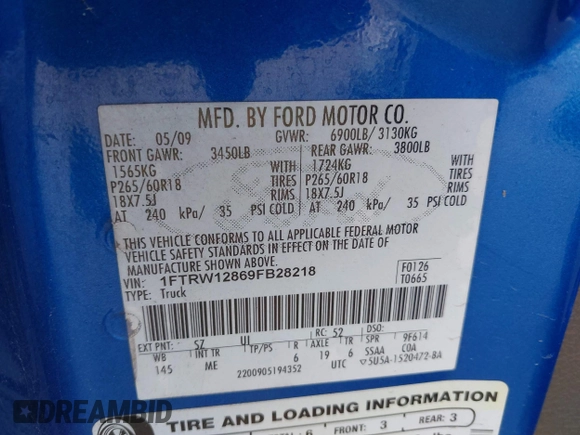 MFD. BY FORD MOTOR CO.
DATE: 05/09 GVWR: 6900LB/ 3130KG
FRONT GAWR: 3450LB REAR GAWR: 3800LB
1565KG WITH 1724KG WITH
P265/60R18 TIRES P265/60R18 TIRES
18X7.5J RIMS 18X7.5J RIMS
AT 240 kPa/ 35 PSI COLD AT 240 kPa/ 35 PSI COLD
THIS VEHICLE CONFORMS TO ALL APPLICABLE FEDERAL MOTOR
VEHICLE SAFETY STANDARDS IN EFFECT ON THE DATE OF
MANUFACTURE SHOWN ABOVE.
VIN: 1FTRW12869FB28218 F0126
TYPE: Truck T0665
EXT PNT: SZ UI RC: 52 DSO:
WB INT TR TP/PS R AXLE TR 9F614
145 ME 6 19 6 SSAA COA
2200905194352 UTC ▽5U5A-1520472-BA
TIRE AND LOADING INFORMATION
6 FRONT: 3 REAR: 3
DREAMBID